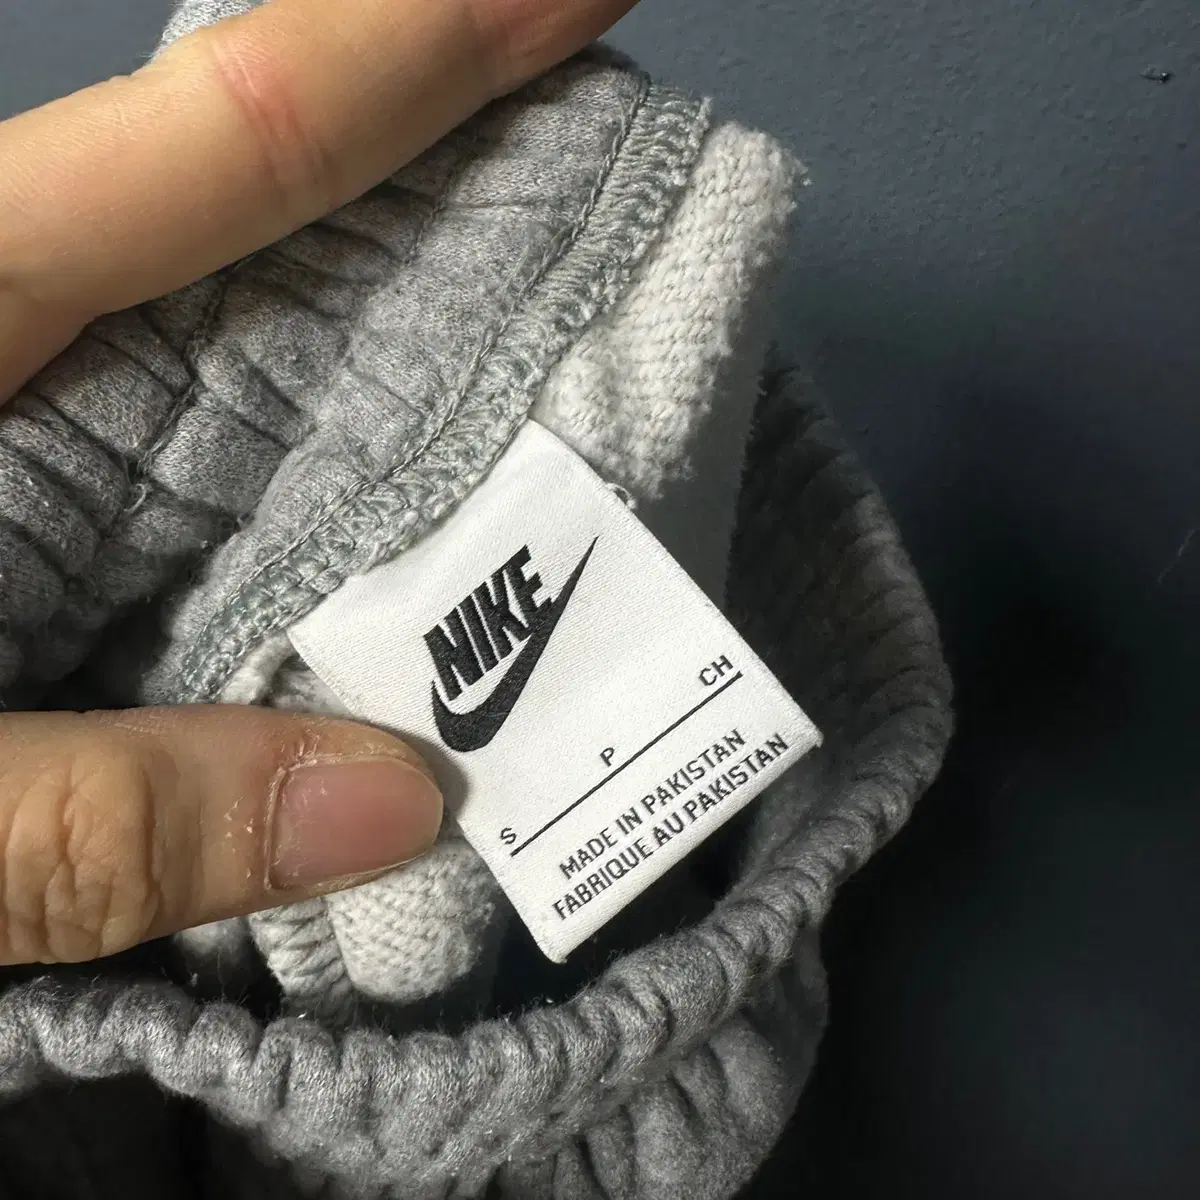 NIKE
S P CH
MADE IN PAKISTAN
FABRIQUE AU PAKISTAN